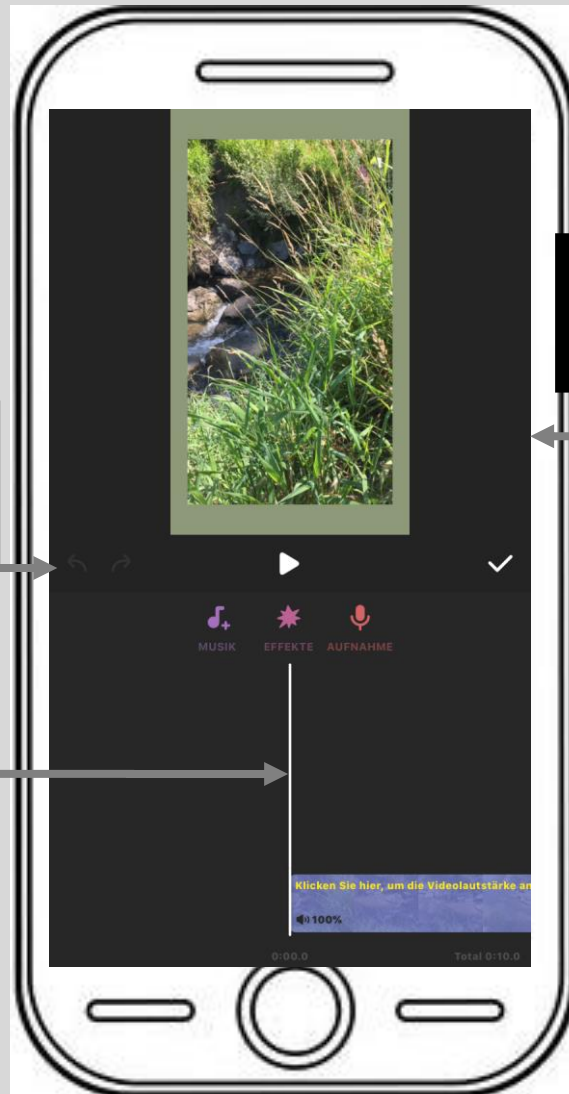 MUSIK EFFEKTE AUFNAHME
Klicken Sie hier, um die Videolautstärke an
100%
0:00.0 Total 0:10.0